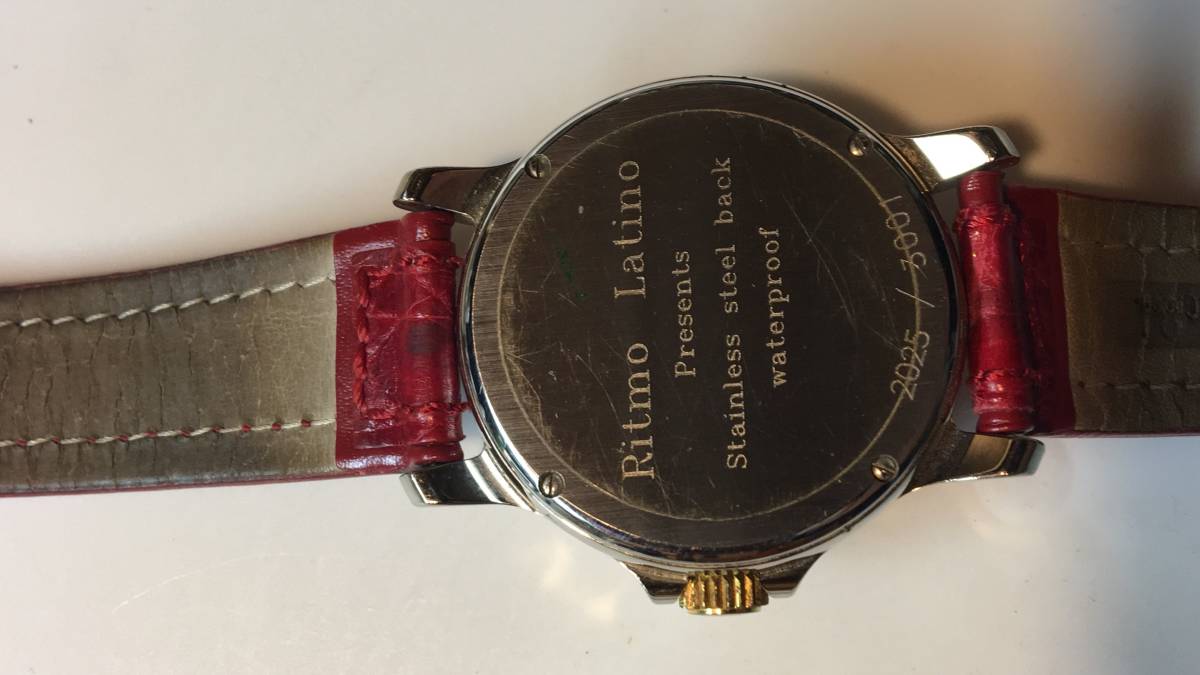 Ritmo Latino
Presents
Stainless steel back
waterproof
2025 / 3001